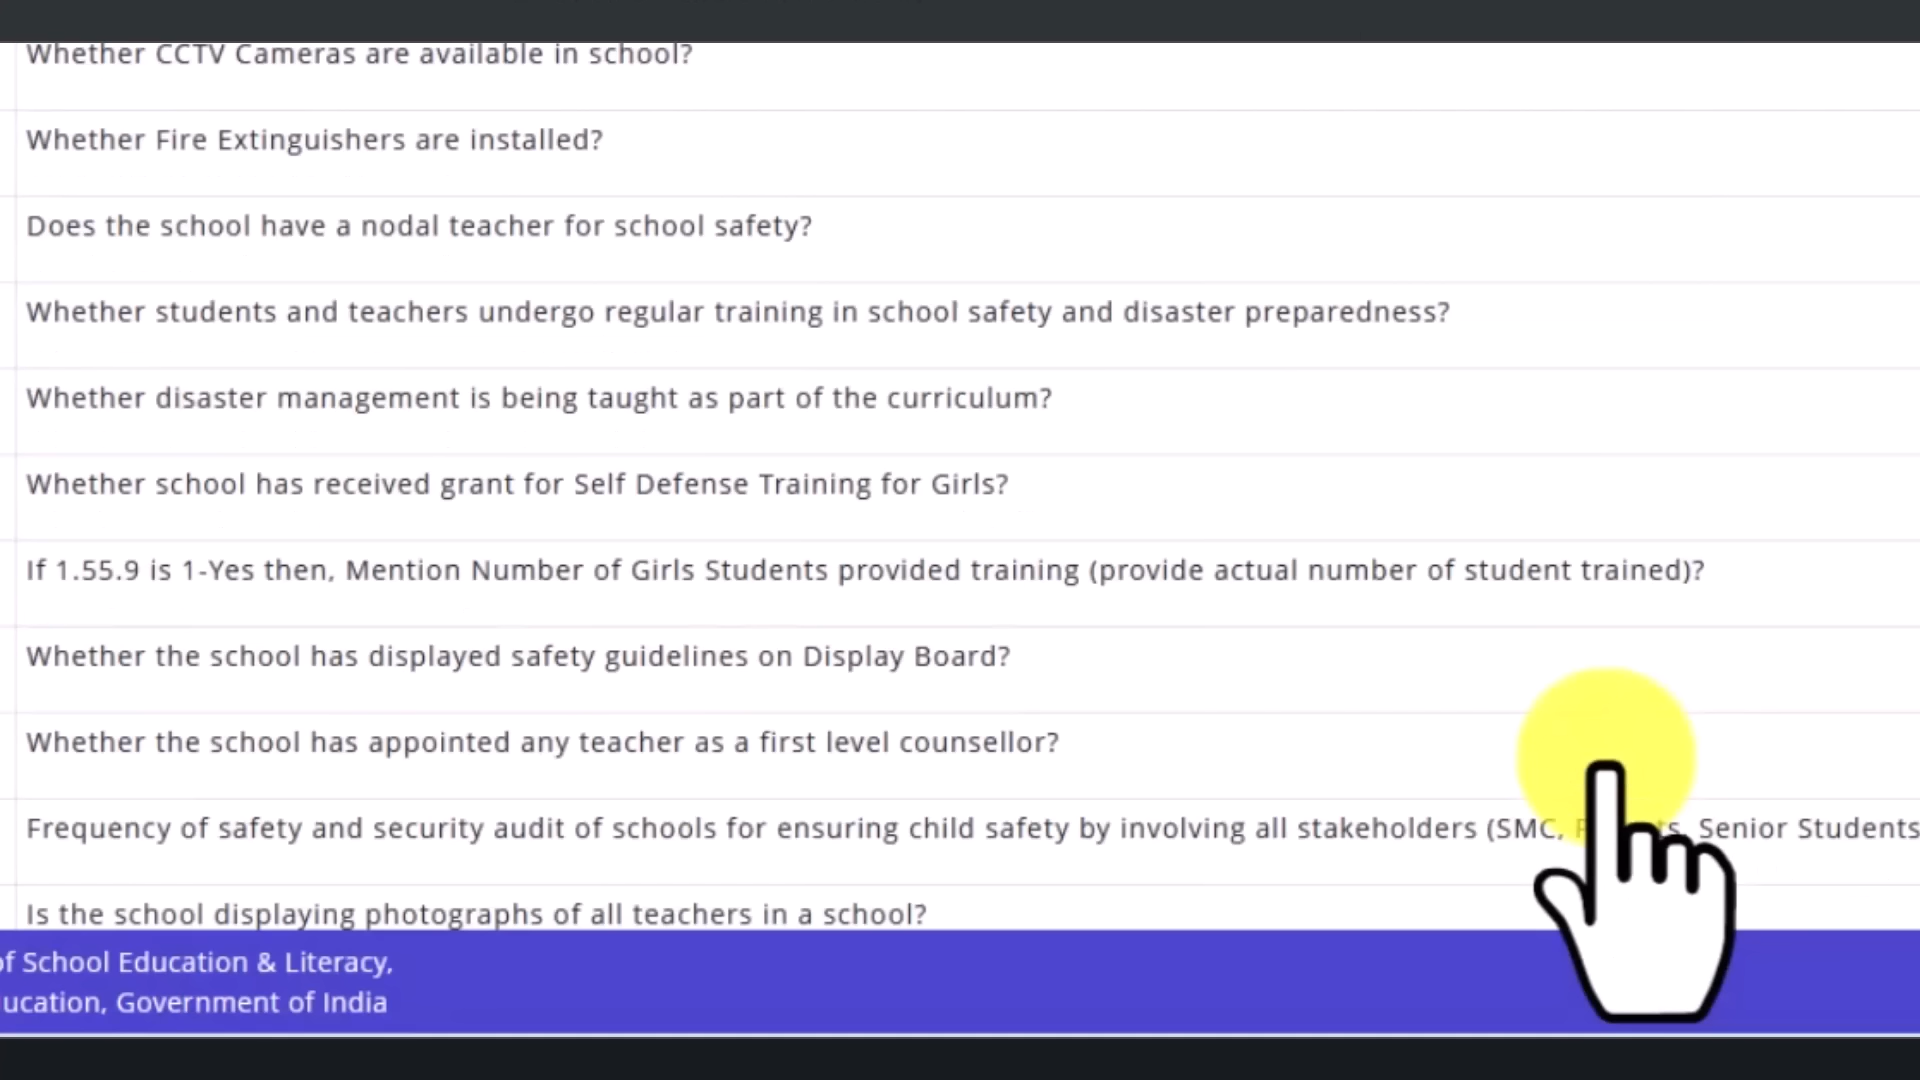 Whether CCTV Cameras are available in school?
Whether Fire Extinguishers are installed?
Does the school have a nodal teacher for school safety?
Whether students and teachers undergo regular training in school safety and disaster preparedness?
Whether disaster management is being taught as part of the curriculum?
Whether school has received grant for Self Defense Training for Girls?
If 1.55.9 is 1-Yes then, Mention Number of Girls Students provided training (provide actual number of student trained)?
Whether the school has displayed safety guidelines on Display Board?
Whether the school has appointed any teacher as a first level counsellor?
Frequency of safety and security audit of schools for ensuring child safety by involving all stakeholders (SMC, Senior Students
Is the school displaying photographs of all teachers in a school?
of School Education & Literacy,
ucation, Government of India